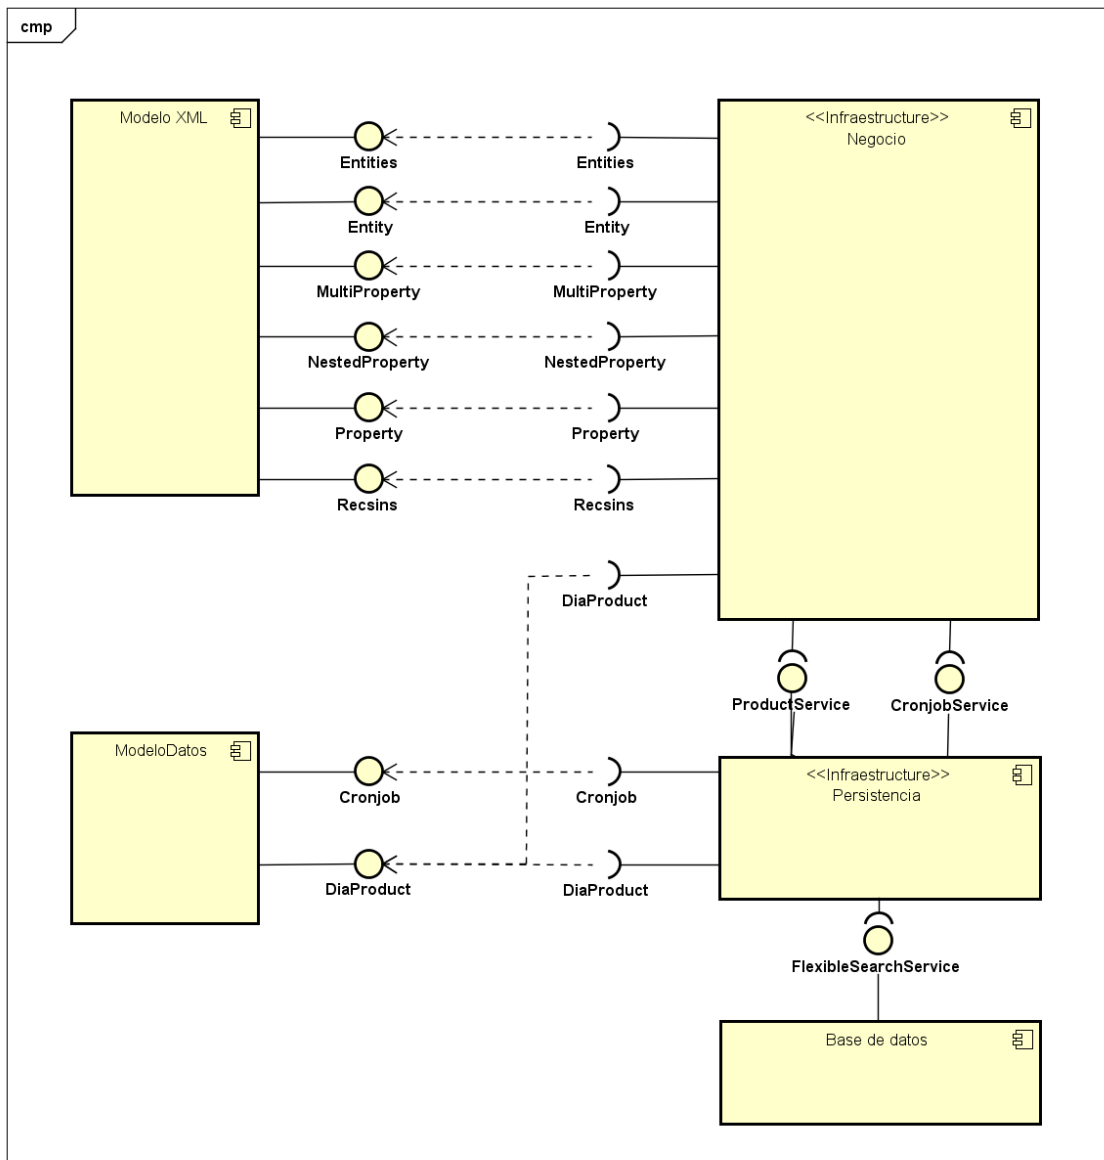 cmp
Modelo XML
<<Infraestructure>>
Negocio
Entities
Entities
Entity
Entity
MultiProperty
MultiProperty
NestedProperty
NestedProperty
Property
Property
Recsins
Recsins
DiaProduct
ProductService
CronjobService
ModeloDatos
<<Infraestructure>>
Persistencia
Cronjob
Cronjob
DiaProduct
DiaProduct
FlexibleSearchService
Base de datos